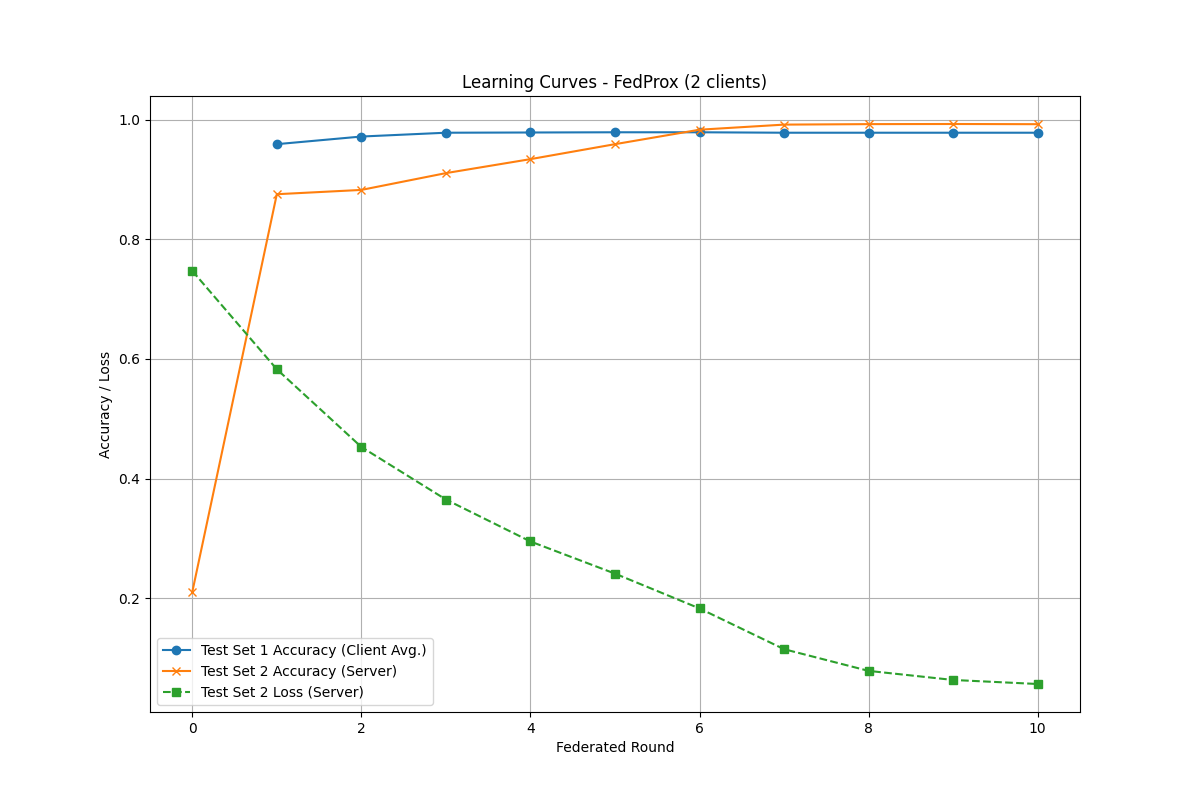 Learning Curves - FedProx (2 clients)
1.0
0.8
0.6
0.4
0.2
Accuracy / Loss
Test Set 1 Accuracy (Client Avg.)
Test Set 2 Accuracy (Server)
Test Set 2 Loss (Server)
0 2 4 6 8 10
Federated Round